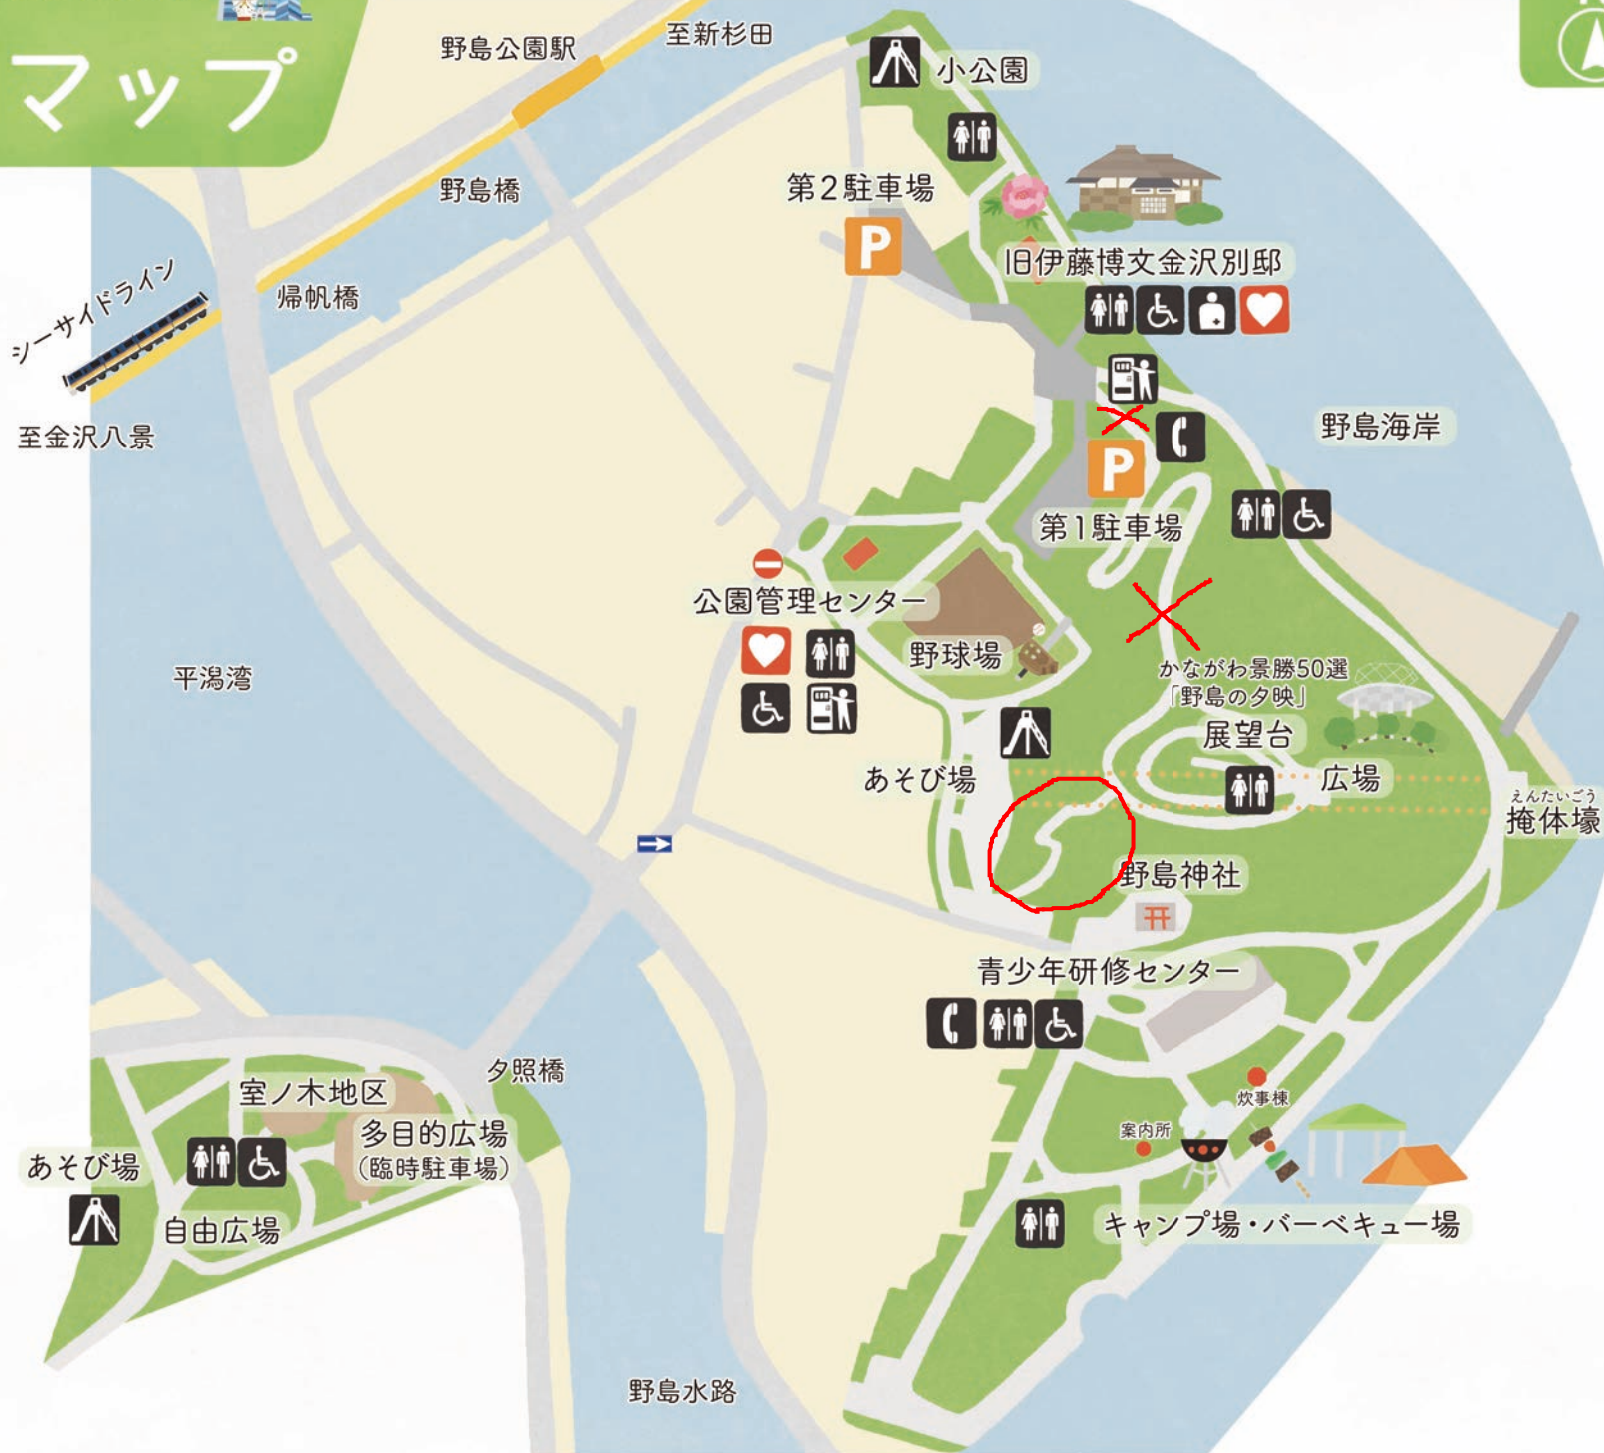 マップ
野島公園駅
至新杉田
小公園
野島橋
第2駐車場
P
旧伊藤博文金沢別邸
シーサイドライン
帰帆橋
至金沢八景
野島海岸
P
第1駐車場
公園管理センター
野球場
平潟湾
かながわ景勝50選
「野島の夕映」
展望台
あそび場
広場
えんたいごう
掩体壕
野島神社
青少年研修センター
夕照橋
室ノ木地区
多目的広場
(臨時駐車場)
炊事棟
案内所
あそび場
自由広場
キャンプ場・バーベキュー場
野島水路